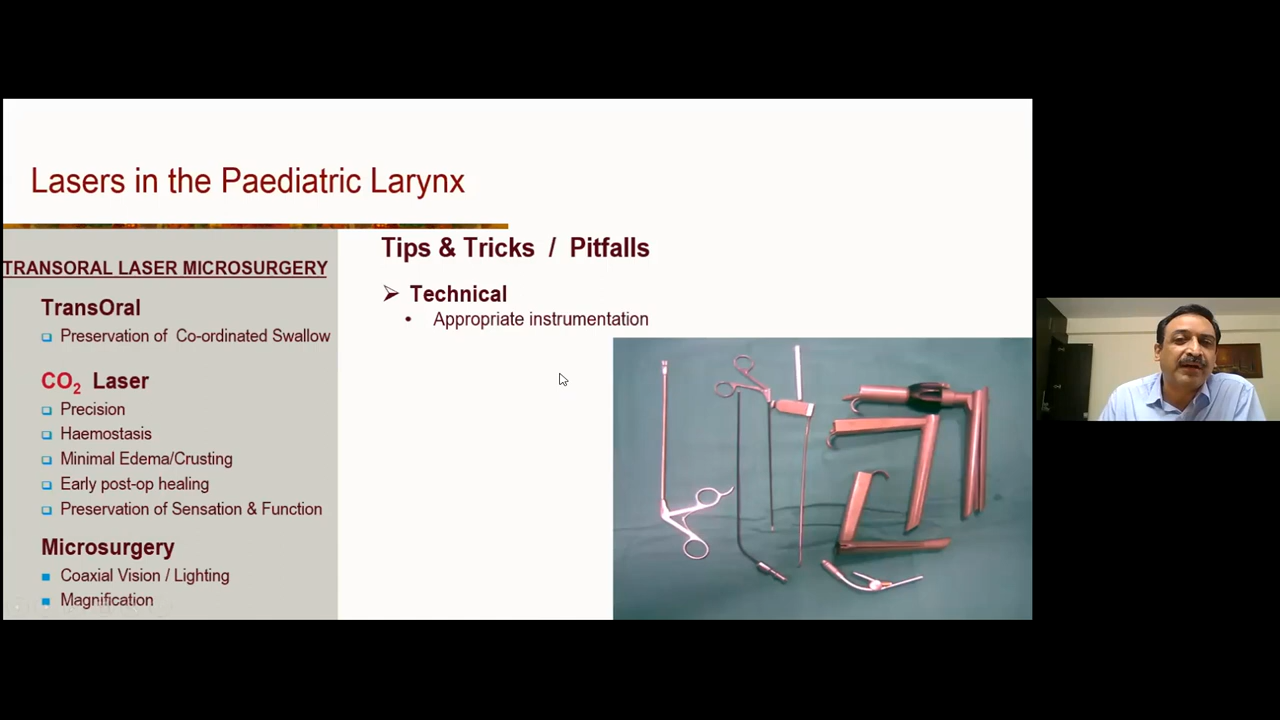 Lasers in the Paediatric Larynx
TRANSORAL LASER MICROSURGERY
TransOral
Preservation of Co-ordinated Swallow
CO2 Laser
Precision
Haemostasis
Minimal Edema/Crusting
Early post-op healing
Preservation of Sensation & Function
Microsurgery
Coaxial Vision / Lighting
Magnification
Tips & Tricks / Pitfalls
Technical
Appropriate instrumentation